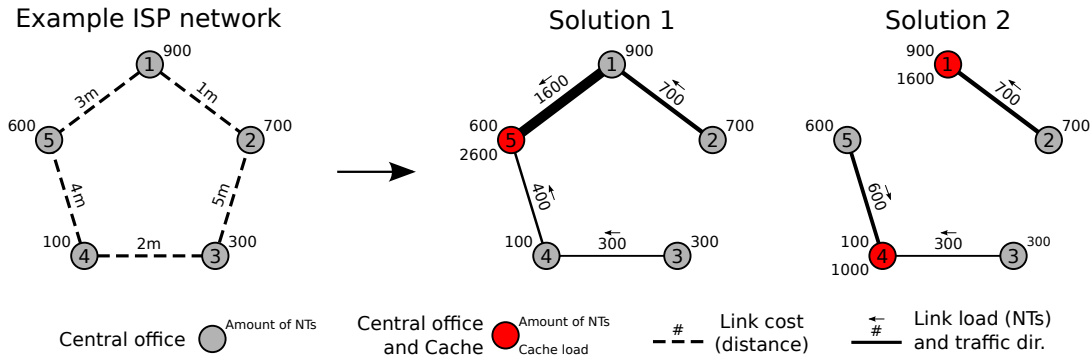 Example ISP network
Solution 1
Solution 2
1
900
3m
1m
600
5
2
700
4m
5m
2m
100
4
3
300
1
900
1600
700
600
5
2600
2
700
400
100
4
300
3
300
900
1
1600
700
2
700
600
5
600
100
4
1000
300
3
300
Central office
Amount of NTs
Central office
and Cache
Amount of NTs
Cache load
#
Link cost
(distance)
#
Link load (NTs)
and traffic dir.